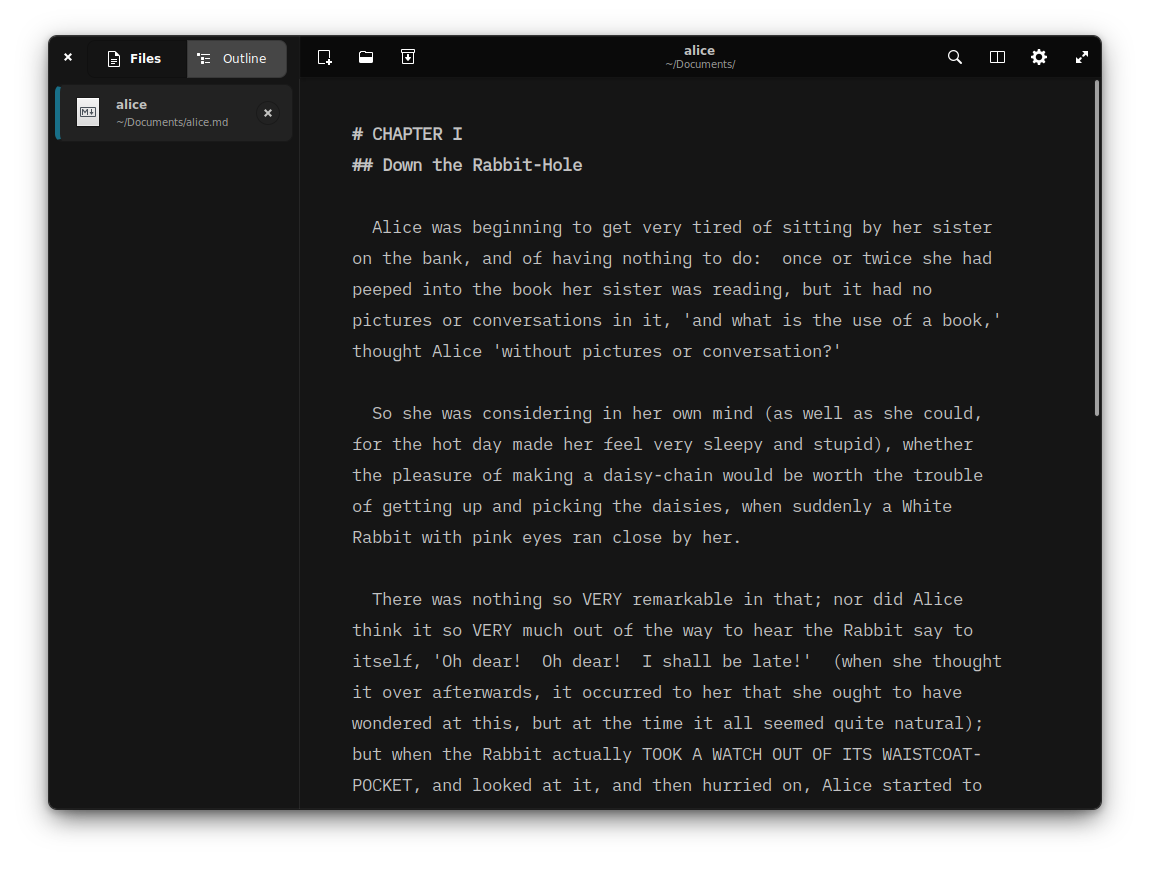 Files
Outline
alice
~/Documents/
alice
~/Documents/alice.md
# CHAPTER I
## Down the Rabbit-Hole
Alice was beginning to get very tired of sitting by her sister
on the bank, and of having nothing to do:  once or twice she had
peeped into the book her sister was reading, but it had no
pictures or conversations in it, 'and what is the use of a book,'
thought Alice 'without pictures or conversation?'
So she was considering in her own mind (as well as she could,
for the hot day made her feel very sleepy and stupid), whether
the pleasure of making a daisy-chain would be worth the trouble
of getting up and picking the daisies, when suddenly a White
Rabbit with pink eyes ran close by her.
There was nothing so VERY remarkable in that; nor did Alice
think it so VERY much out of the way to hear the Rabbit say to
itself, 'Oh dear!  Oh dear!  I shall be late!'  (when she thought
it over afterwards, it occurred to her that she ought to have
wondered at this, but at the time it all seemed quite natural);
but when the Rabbit actually TOOK A WATCH OUT OF ITS WAISTCOAT-
POCKET, and looked at it, and then hurried on, Alice started to